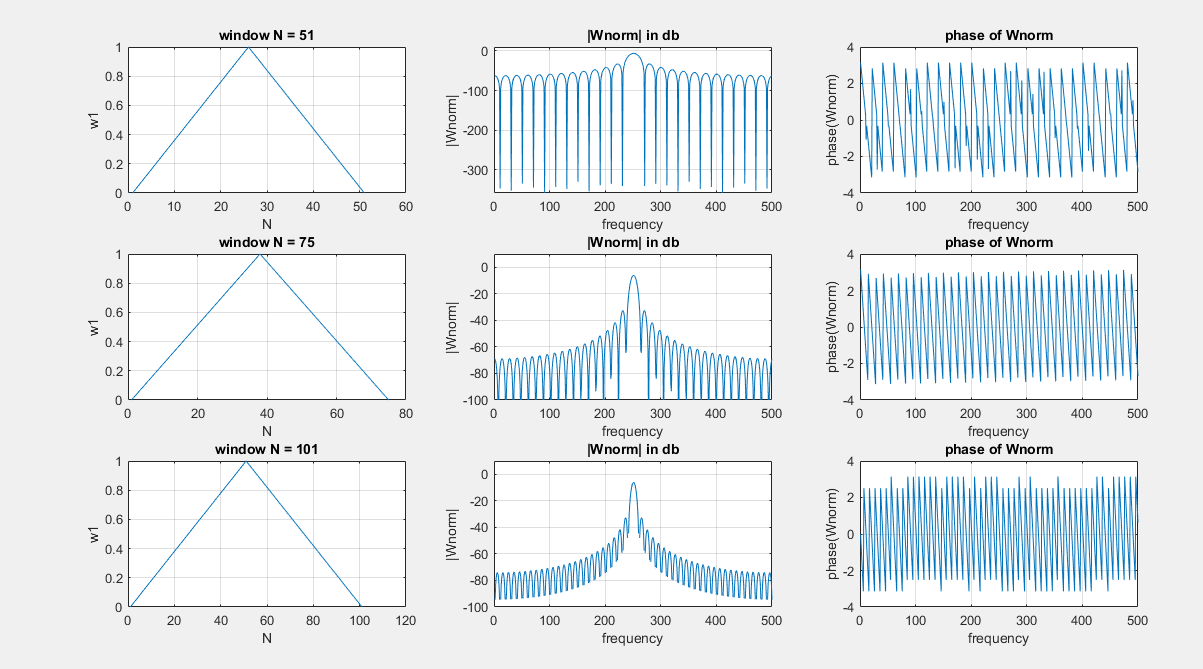 window N = 51
|Wnorm| in db
phase of Wnorm
1
0.8
0.6
0.4
0.2
0
w1
0 10 20 30 40 50 60
N
0
-100
-200
-300
|Wnorm|
0 100 200 300 400 500
frequency
4
2
0
-2
-4
phase(Wnorm)
0 100 200 300 400 500
frequency
window N = 75
|Wnorm| in db
phase of Wnorm
1
0.8
0.6
0.4
0.2
0
w1
0 20 40 60 80
N
0
-20
-40
-60
-80
-100
|Wnorm|
0 100 200 300 400 500
frequency
4
2
0
-2
-4
phase(Wnorm)
0 100 200 300 400 500
frequency
window N = 101
|Wnorm| in db
phase of Wnorm
1
0.8
0.6
0.4
0.2
0
w1
0 20 40 60 80 100 120
N
0
-20
-40
-60
-80
-100
|Wnorm|
0 100 200 300 400 500
frequency
4
2
0
-2
-4
phase(Wnorm)
0 100 200 300 400 500
frequency